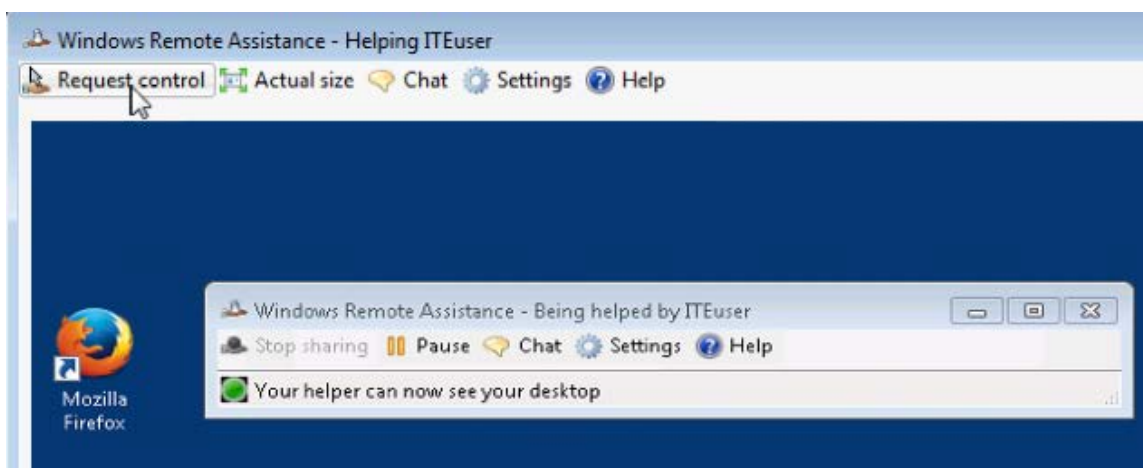 Windows Remote Assistance - Helping ITEuser
Request control Actual size Chat Settings Help
Windows Remote Assistance - Being helped by ITEuser
Stop sharing Pause Chat Settings Help
Your helper can now see your desktop
Mozilla
Firefox